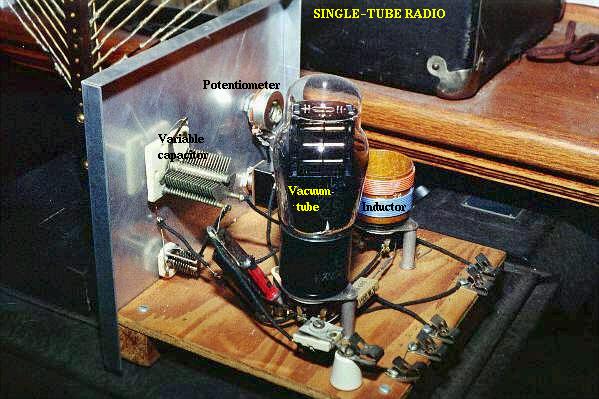 SINGLE-TUBE RADIO
Potentiometer
Variable
capacitor
Vacuum-
tube
Inductor